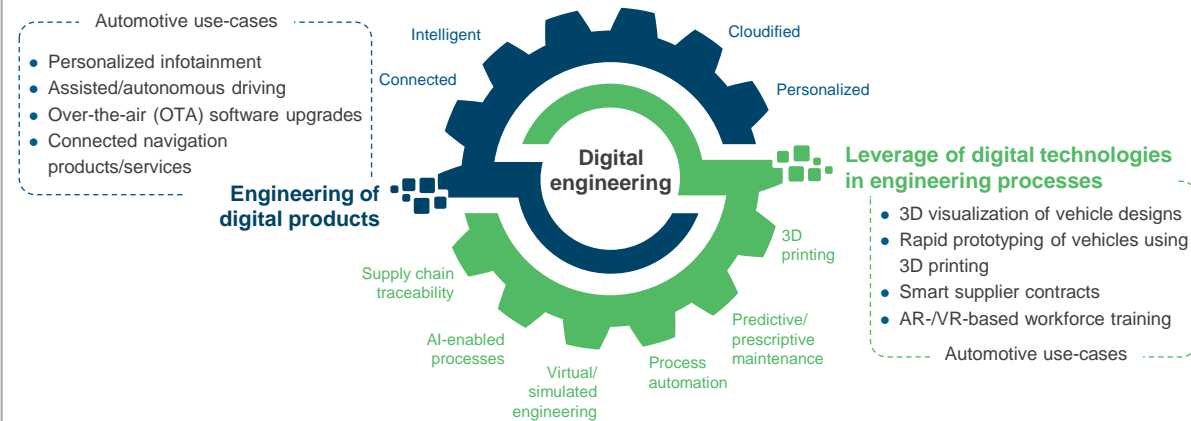 Automotive use-cases
● Personalized infotainment
● Assisted/autonomous driving
● Over-the-air (OTA) software upgrades
● Connected navigation
products/services
Engineering of
digital products
Intelligent
Connected
Cloudified
Personalized
Digital
engineering
Leverage of digital technologies
in engineering processes
● 3D visualization of vehicle designs
● Rapid prototyping of vehicles using
3D printing
● Smart supplier contracts
● AR-/VR-based workforce training
Automotive use-cases
Supply chain
traceability
AI-enabled
processes
Virtual/
simulated
engineering
Process
automation
Predictive/
prescriptive
maintenance
3D
printing